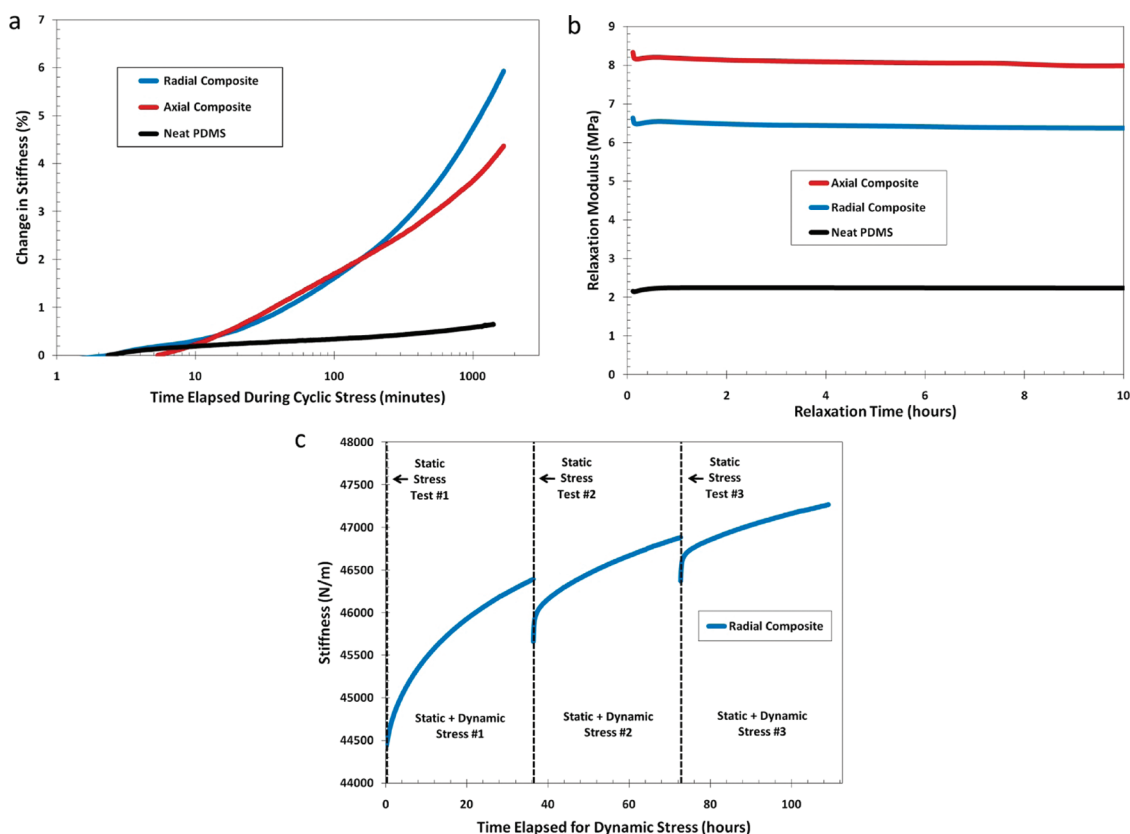 a
7
6
5
4
3
2
1
0
Change in Stiffness (%)
Radial Composite
Axial Composite
Neat PDMS
1
10
100
1000
Time Elapsed During Cyclic Stress (minutes)
b
9
8
7
6
5
4
3
2
1
0
Relaxation Modulus (MPa)
Axial Composite
Radial Composite
Neat PDMS
0
2
4
6
8
10
Relaxation Time (hours)
c
48000
47500
47000
46500
46000
45500
45000
44500
44000
Stiffness (N/m)
Static
Stress
Test #1
Static
Stress
Test #2
Static
Stress
Test #3
Radial Composite
Static + Dynamic
Stress #1
Static + Dynamic
Stress #2
Static + Dynamic
Stress #3
0
20
40
60
80
100
Time Elapsed for Dynamic Stress (hours)